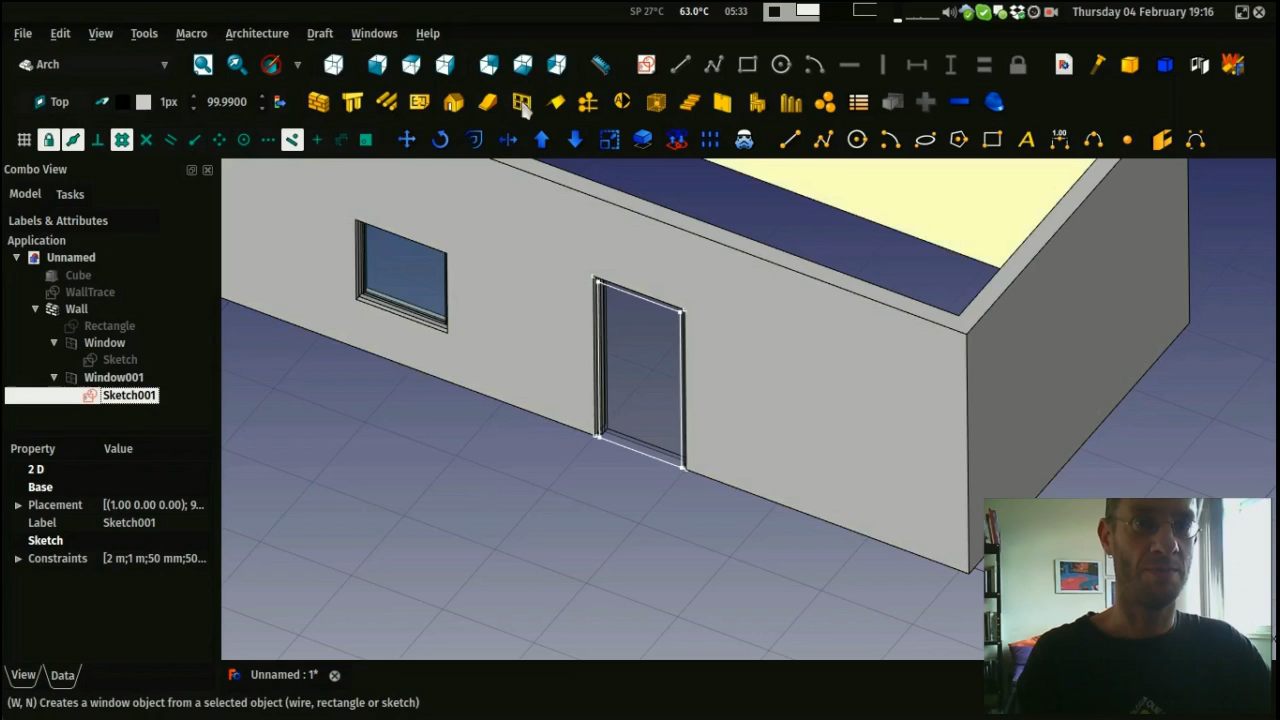 SP 27°C 63.0°C 05:33 Thursday 04 February 19:16
File Edit View Tools Macro Architecture Draft Windows Help
Arch
Top 1px 99.9900
1.00
Combo View
Model Tasks
Labels & Attributes
Application
Unnamed
Cube
WallTrace
Wall
Rectangle
Window
Sketch
Window001
Sketch001
Property Value
2 D
Base
Placement [(1.00 0.00 0.00); 9...
Label Sketch001
Sketch
Constraints [2 m;1 m;50 mm;50...
View Data Unnamed : 1*
(W, N) Creates a window object from a selected object (wire, rectangle or sketch)